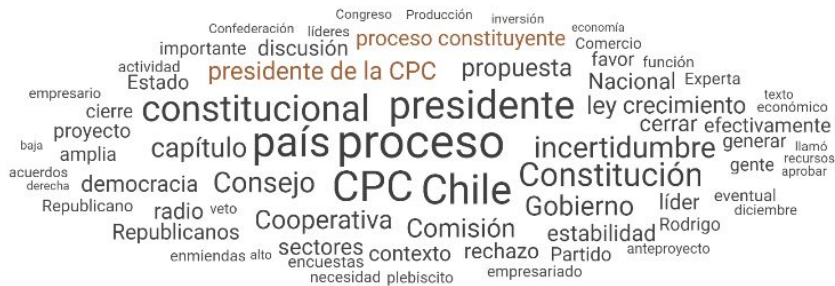 Congreso Producción inversión
Confederación líderes proceso constituyente economía
importante discusión Comercio
actividad presidente de la CPC propuesta favor función
Estado Nacional Experta
empresario constitucional presidente ley crecimiento texto
cierre económico
proyecto país proceso incertidumbre cerrar efectivamente
baja amplia capítulo generar llamó
acuerdos democracia Consejo CPC Chile Constitución gente recursos
derecha aprobar
Republicano radio veto Cooperativa Gobierno líder eventual
Republicanos Comisión estabilidad Rodrigo diciembre
enmiendas alto sectores contexto rechazo Partido anteproyecto
encuestas empresariado
necesidad plebiscito